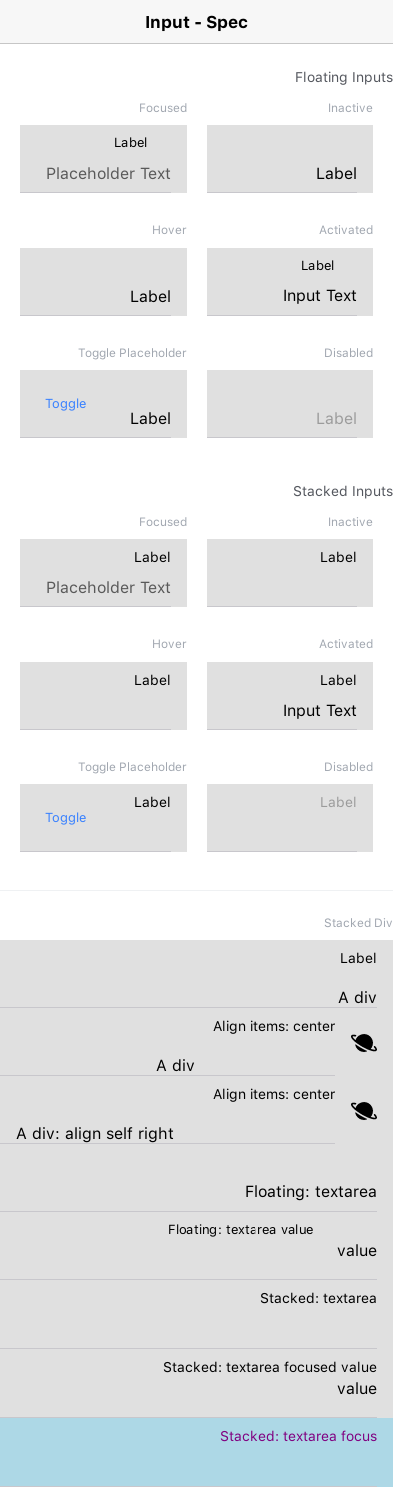 Input - Spec
Floating Inputs
Focused
Inactive
Label
Placeholder Text
Label
Hover
Activated
Label
Label
Input Text
Toggle Placeholder
Disabled
Toggle
Label
Label
Stacked Inputs
Focused
Inactive
Label
Placeholder Text
Label
Hover
Activated
Label
Label
Input Text
Toggle Placeholder
Disabled
Label
Toggle
Label
Stacked Div
Label
A div
Align items: center
A div
Align items: center
A div: align self right
Floating: textarea
Floating: textarea value
value
Stacked: textarea
Stacked: textarea focused value
value
Stacked: textarea focus